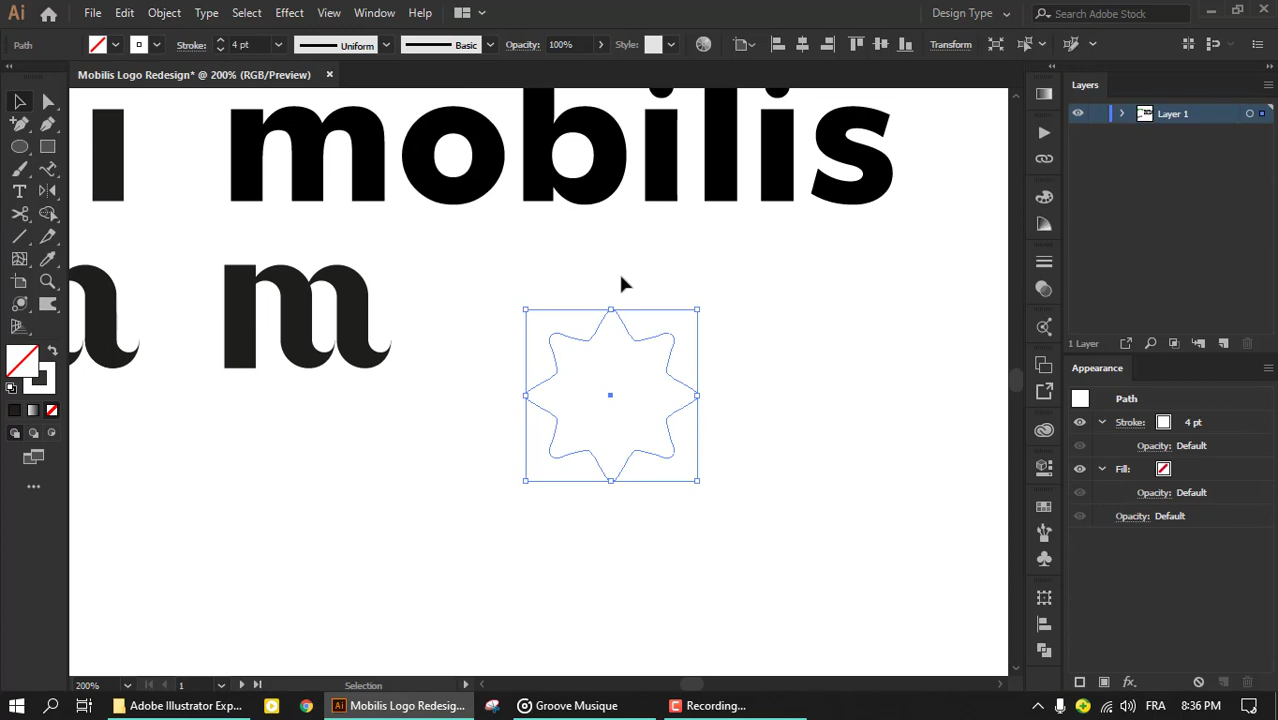 Ai File Edit Object Type Select Effect View Window Help Design Type Search Adobe Stock
Path Stroke: 4 pt Uniform Basic Opacity: 100% Style: Transform
Mobilis Logo Redesign* @ 200% (RGB/Preview)
Layers
Layer 1
i mobilis
m
1 Layer
Appearance
Path
Stroke: 4 pt
Opacity: Default
Fill:
Opacity: Default
Opacity: Default
200% 1 Selection
Adobe Illustrator Exp... Ai Mobilis Logo Redesig... Groove Musique Recording... FRA 8:36 PM